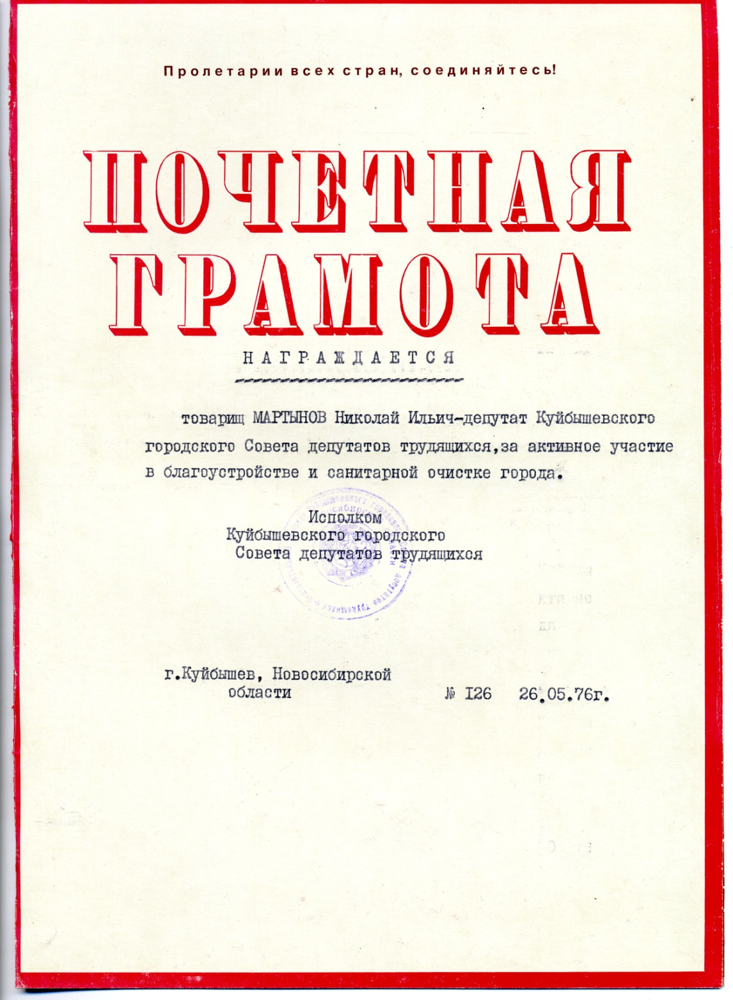 Пролетарии всех стран, соединяйтесь!
ПОЧЕТНАЯ
ГРАМОТА
НАГРАЖДАЕТСЯ
товарищ МАРТЫНОВ Николай Ильич-депутат Куйбышевского
городского Совета депутатов трудящихся,за активное участие
в благоустройстве и санитарной очистке города.
Исполком
Куйбышевского городского
Совета депутатов трудящихся
г.Куйбышев, Новосибирской
области
№ I26 26.05.76г.